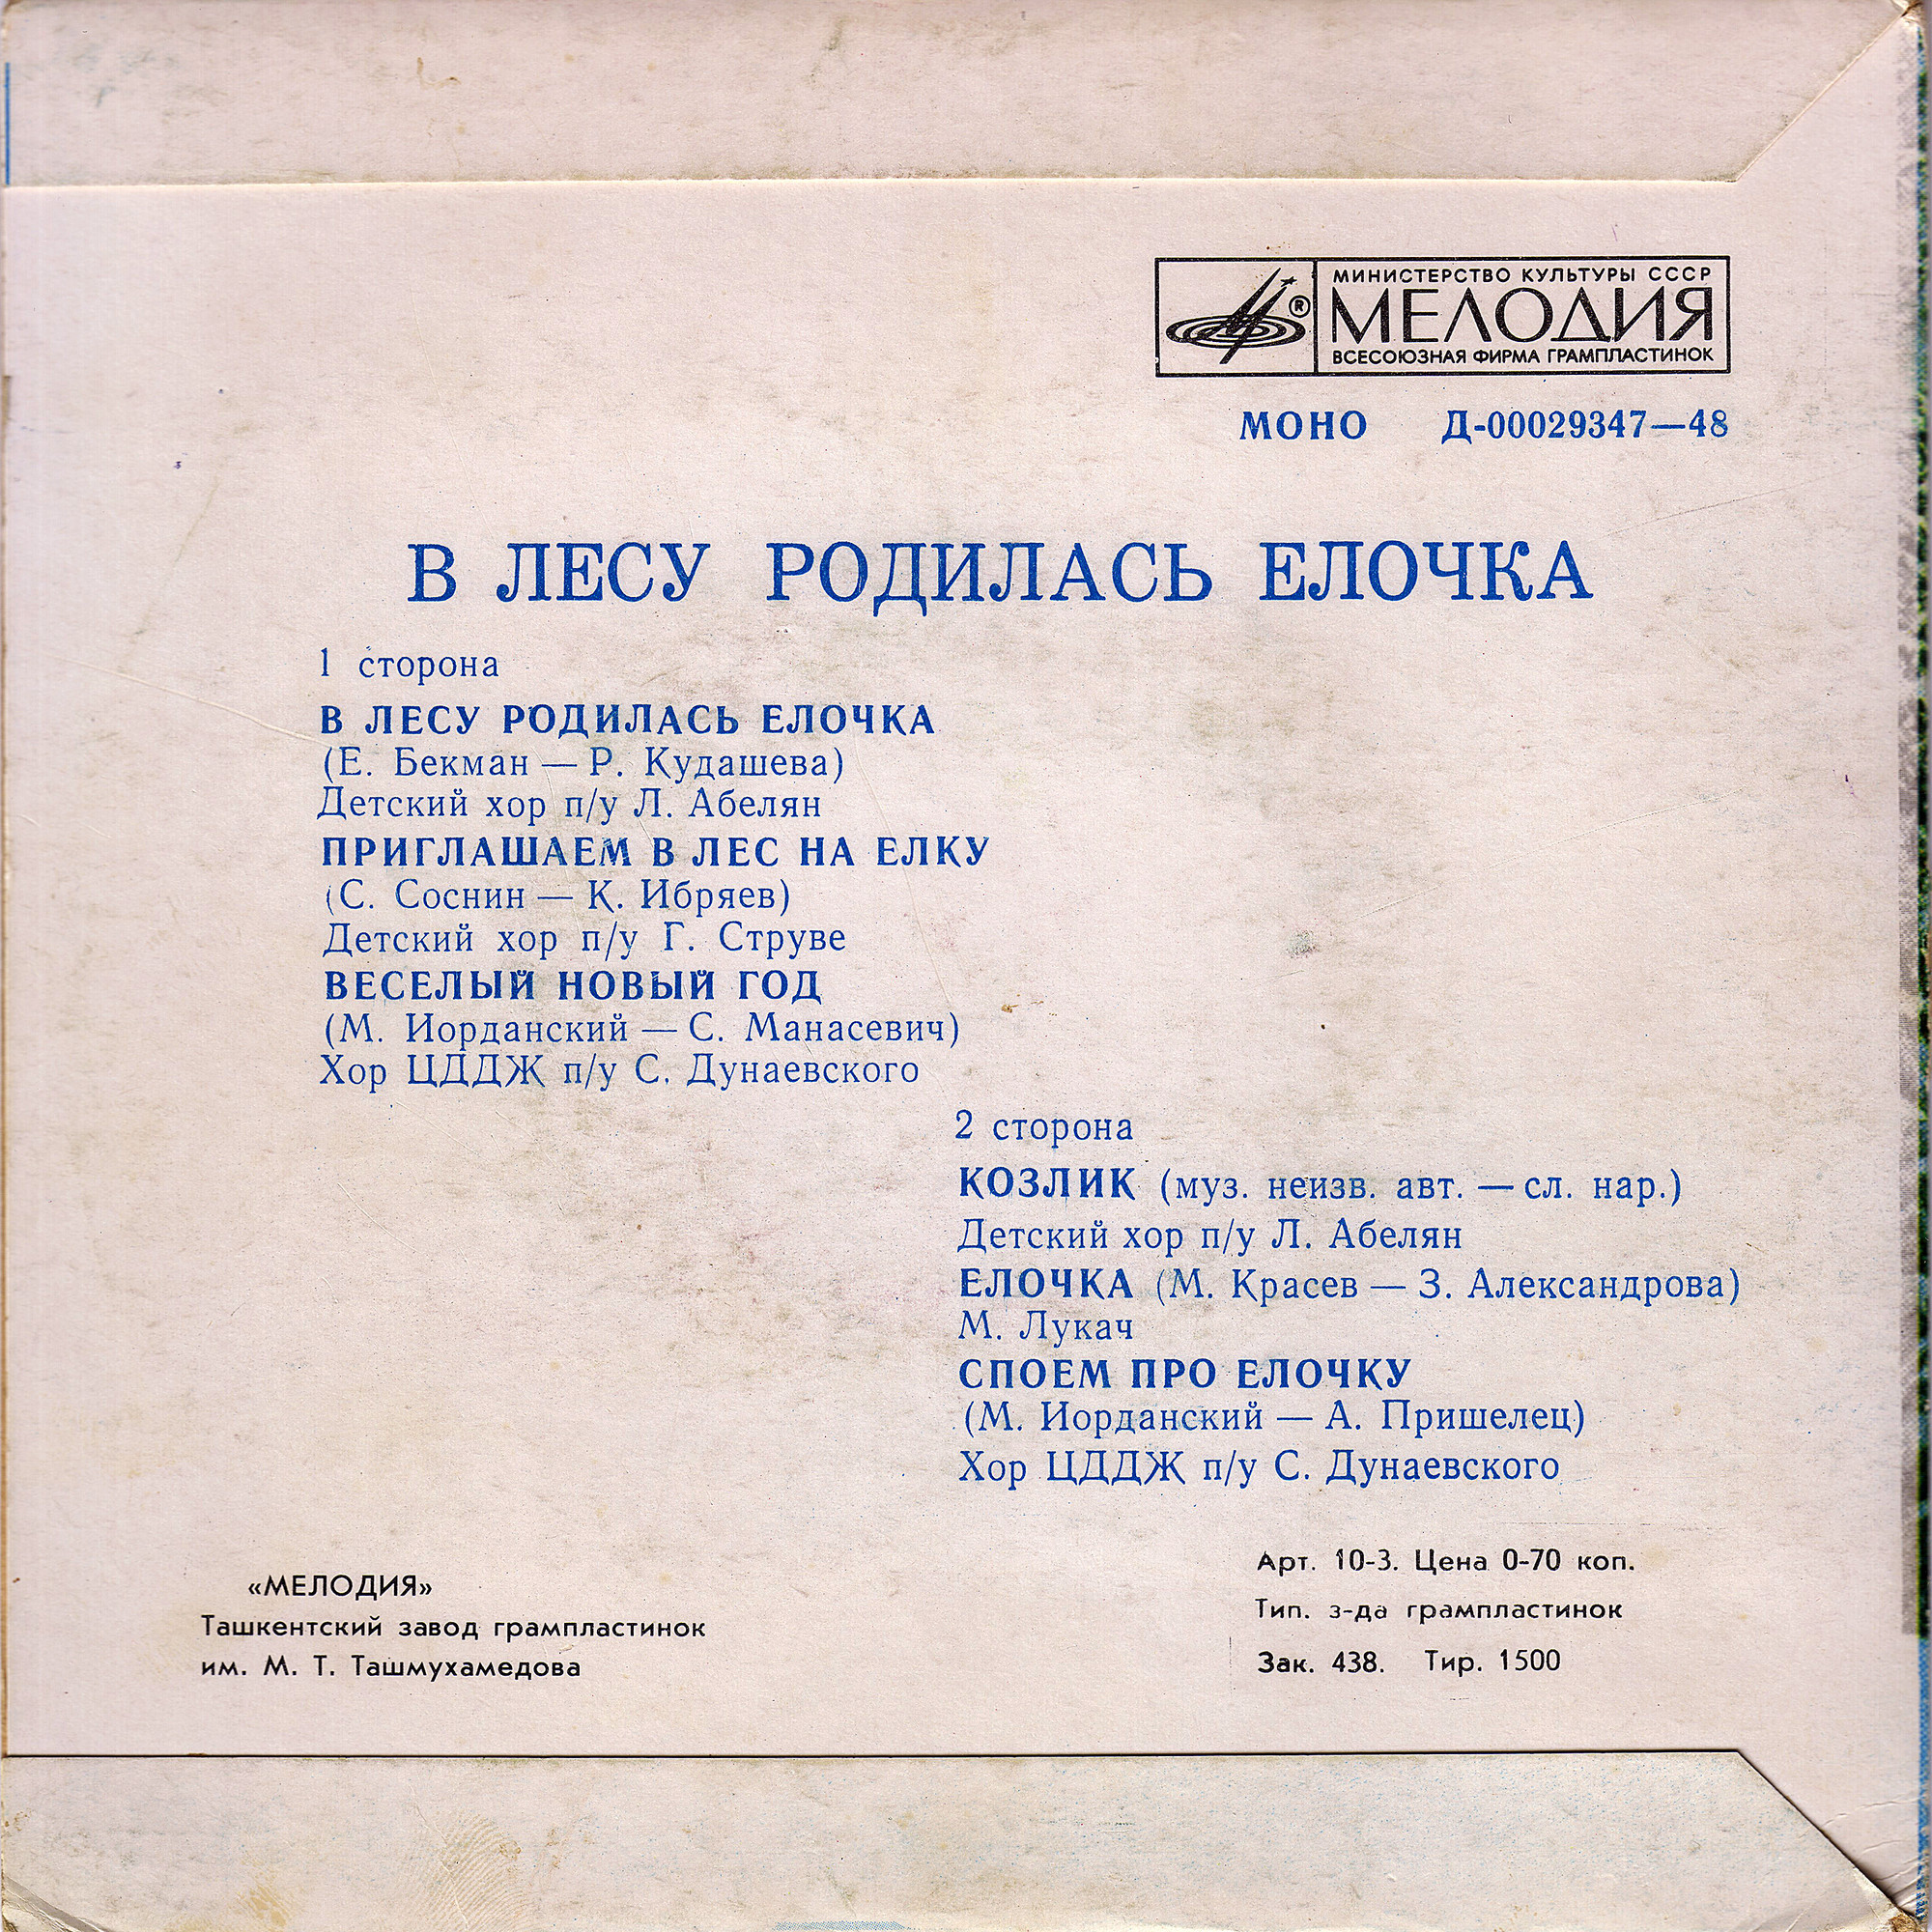 МИНИСТЕРСТВО КУЛЬТУРЫ СССР
МЕЛОДИЯ
ВСЕСОЮЗНАЯ ФИРМА ГРАМПЛАСТИНОК
®
МОНО Д-00029347—48
В ЛЕСУ РОДИЛАСЬ ЕЛОЧКА
1 сторона
В ЛЕСУ РОДИЛАСЬ ЕЛОЧКА
(Е. Бекман — Р. Кудашева)
Детский хор п/у Л. Абелян
ПРИГЛАШАЕМ В ЛЕС НА ЕЛКУ
(С. Соснин — К. Ибряев)
Детский хор п/у Г. Струве
ВЕСЕЛЫЙ НОВЫЙ ГОД
(М. Иорданский — С. Манасевич)
Хор ЦДДЖ п/у С. Дунаевского
2 сторона
КОЗЛИК (муз. неизв. авт. — сл. нар.)
Детский хор п/у Л. Абелян
ЕЛОЧКА (М. Красев — З. Александрова)
М. Лукач
СПОЕМ ПРО ЕЛОЧКУ
(М. Иорданский — А. Пришелец)
Хор ЦДДЖ п/у С. Дунаевского
«МЕЛОДИЯ»
Ташкентский завод грампластинок
им. М. Т. Ташмухамедова
Арт. 10-3. Цена 0-70 коп.
Тип. з-да грампластинок
Зак. 438. Тир. 1500